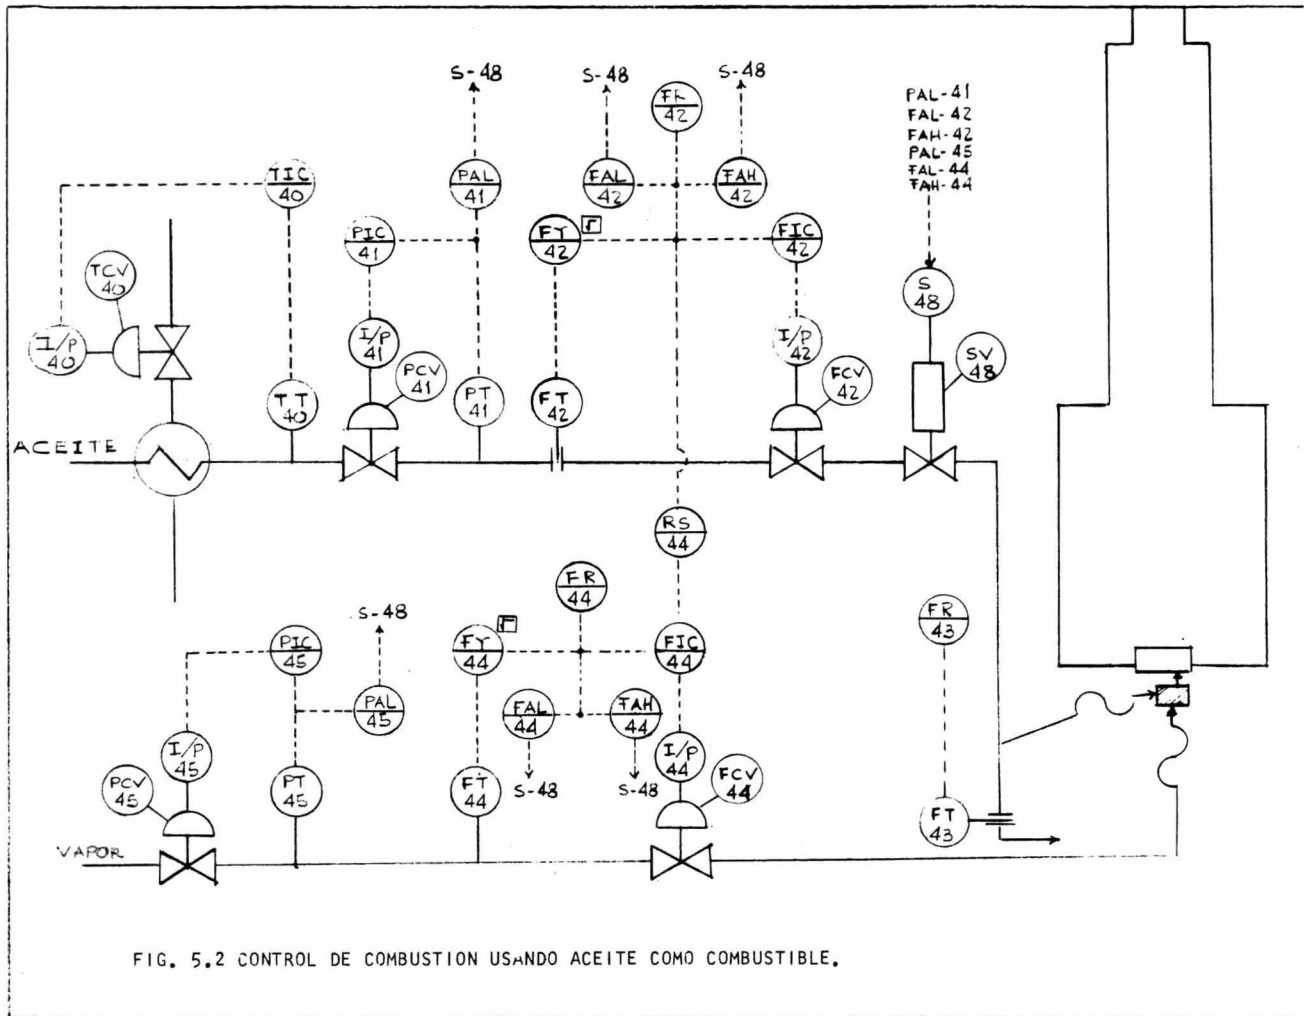 S-48
S-48
S-48
FR
42
PAL-41
FAL-42
FAH-42
PAL-45
FAL-44
FAH-44
TIC
40
PAL
41
FAL
42
FAH
42
PIC
41
FY
42
√
FIC
42
TCV
40
S
48
I/P
40
I/P
41
I/P
42
PCV
41
FCV
42
SV
48
TT
40
PT
41
FT
42
ACEITE
RS
44
FR
44
S-48
FR
43
PIC
45
FY
44
√
FIC
44
PAL
45
FAL
44
FAH
44
I/P
45
I/P
44
PCV
45
PT
45
FT
44
S-48
S-48
FCV
44
FT
43
VAPOR
FIG. 5.2 CONTROL DE COMBUSTION USANDO ACEITE COMO COMBUSTIBLE.